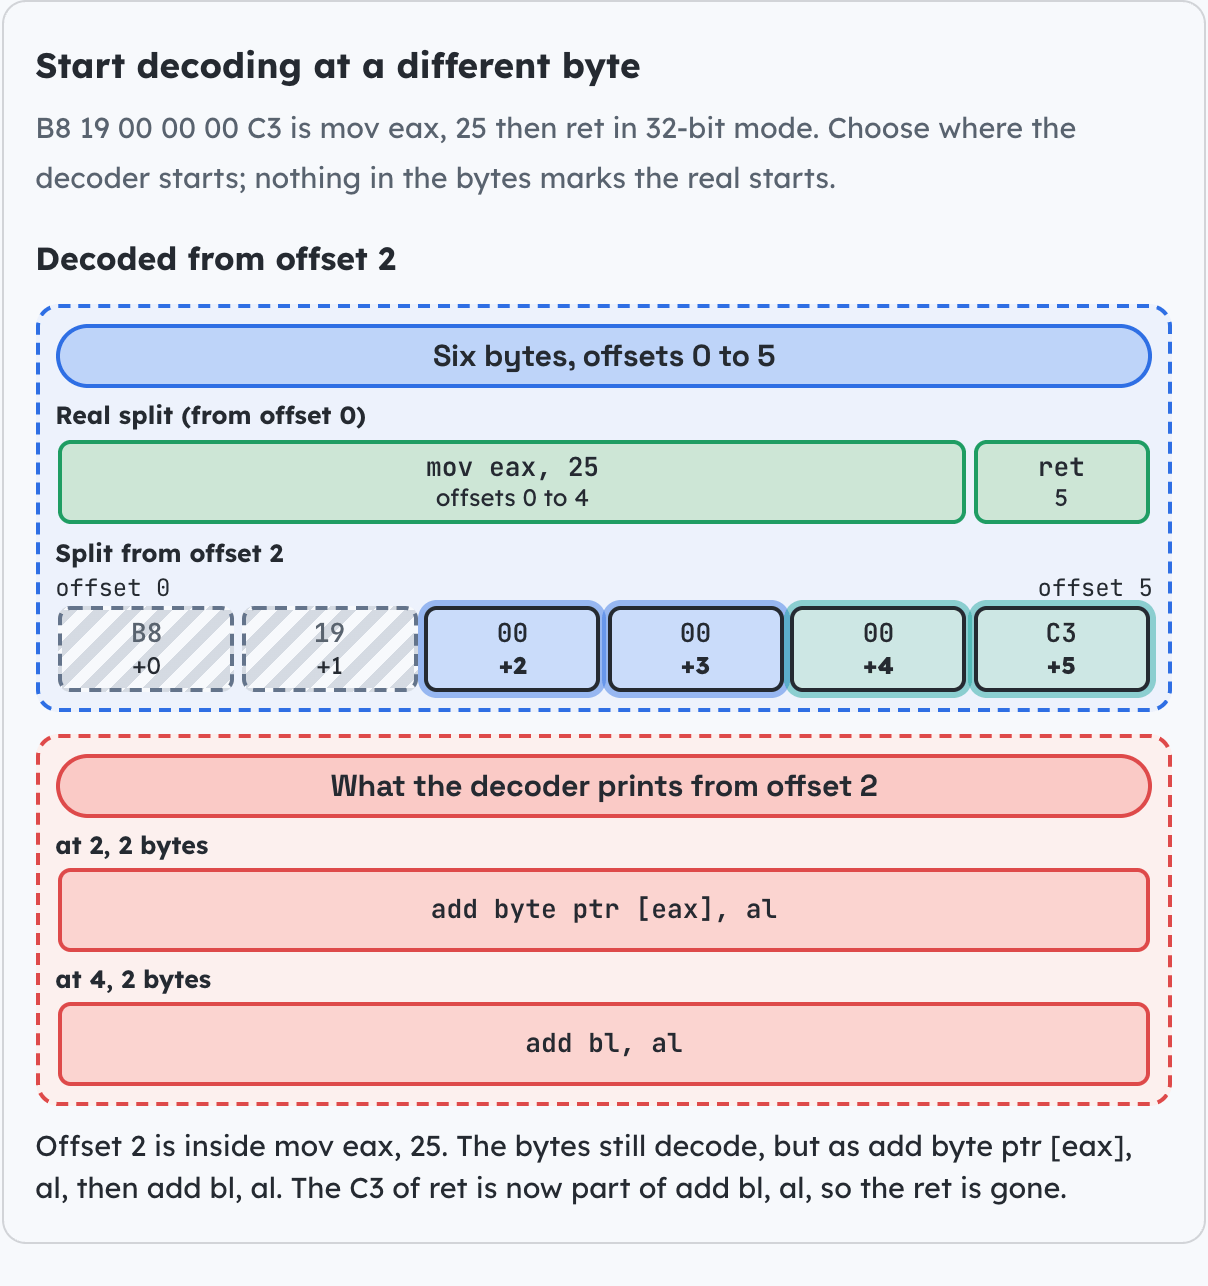 Start decoding at a different byte
B8 19 00 00 00 C3 is mov eax, 25 then ret in 32-bit mode. Choose where the
decoder starts; nothing in the bytes marks the real starts.
Decoded from offset 2
Six bytes, offsets 0 to 5
Real split (from offset 0)
mov eax, 25
offsets 0 to 4
ret
5
Split from offset 2
offset 0
offset 5
B8
+0
19
+1
00
+2
00
+3
00
+4
C3
+5
What the decoder prints from offset 2
at 2, 2 bytes
add byte ptr [eax], al
at 4, 2 bytes
add bl, al
Offset 2 is inside mov eax, 25. The bytes still decode, but as add byte ptr [eax],
al, then add bl, al. The C3 of ret is now part of add bl, al, so the ret is gone.